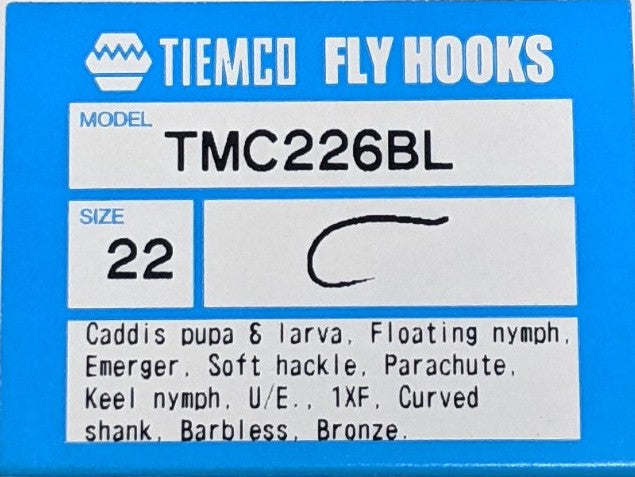 TIEMCO FLY HOOKS
MODEL
TMC226BL
SIZE
22
Caddis pupa & larva, Floating nymph,
Emerger, Soft hackle, Parachute,
Keel nymph, U/E., 1XF, Curved
shank, Barbless, Bronze.